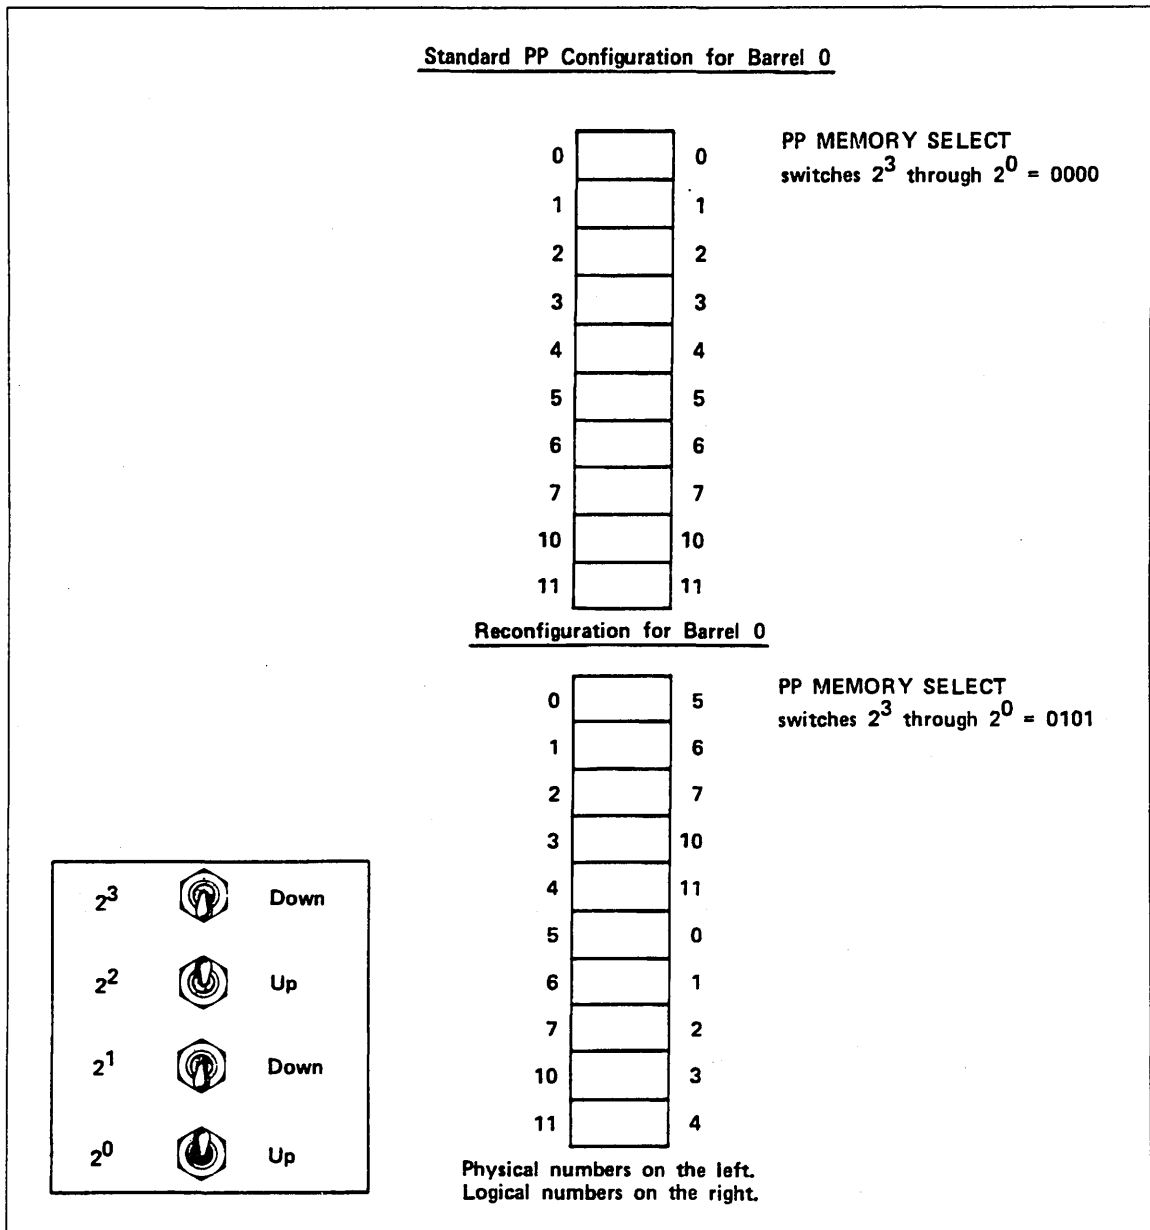 Standard PP Configuration for Barrel 0
PP MEMORY SELECT
switches 2³ through 2⁰ = 0000
0 0
1 1
2 2
3 3
4 4
5 5
6 6
7 7
10 10
11 11
Reconfiguration for Barrel 0
PP MEMORY SELECT
switches 2³ through 2⁰ = 0101
0 5
1 6
2 7
3 10
4 11
5 0
6 1
7 2
10 3
11 4
2³ Down
2² Up
2¹ Down
2⁰ Up
Physical numbers on the left.
Logical numbers on the right.